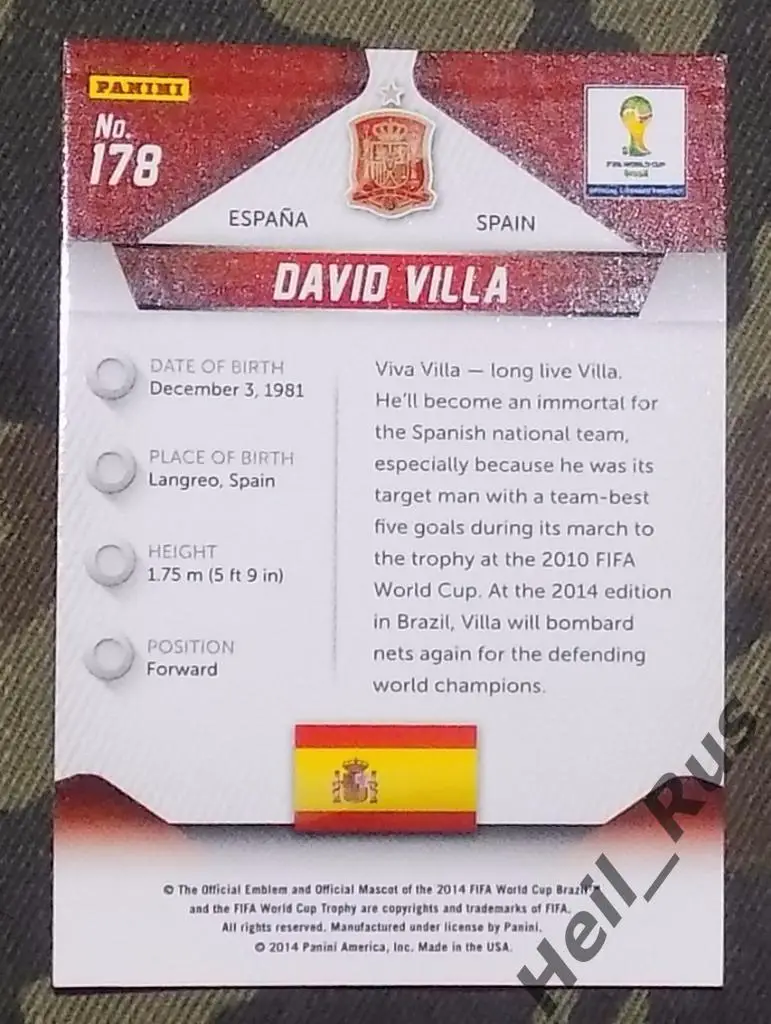 PANINI
No.
178
FIFA WORLD CUP
Brasil
ESPAÑA
SPAIN
DAVID VILLA
DATE OF BIRTH
December 3, 1981
PLACE OF BIRTH
Langreo, Spain
HEIGHT
1.75 m (5 ft 9 in)
POSITION
Forward
Viva Villa — long live Villa.
He'll become an immortal for
the Spanish national team,
especially because he was its
target man with a team-best
five goals during its march to
the trophy at the 2010 FIFA
World Cup. At the 2014 edition
in Brazil, Villa will bombard
nets again for the defending
world champions.
© The Official Emblem and Official Mascot of the 2014 FIFA World Cup Brazil™
and the FIFA World Cup Trophy are copyrights and trademarks of FIFA.
All rights reserved. Manufactured under license by Panini.
© 2014 Panini America, Inc. Made in the USA.
Heil_Rus